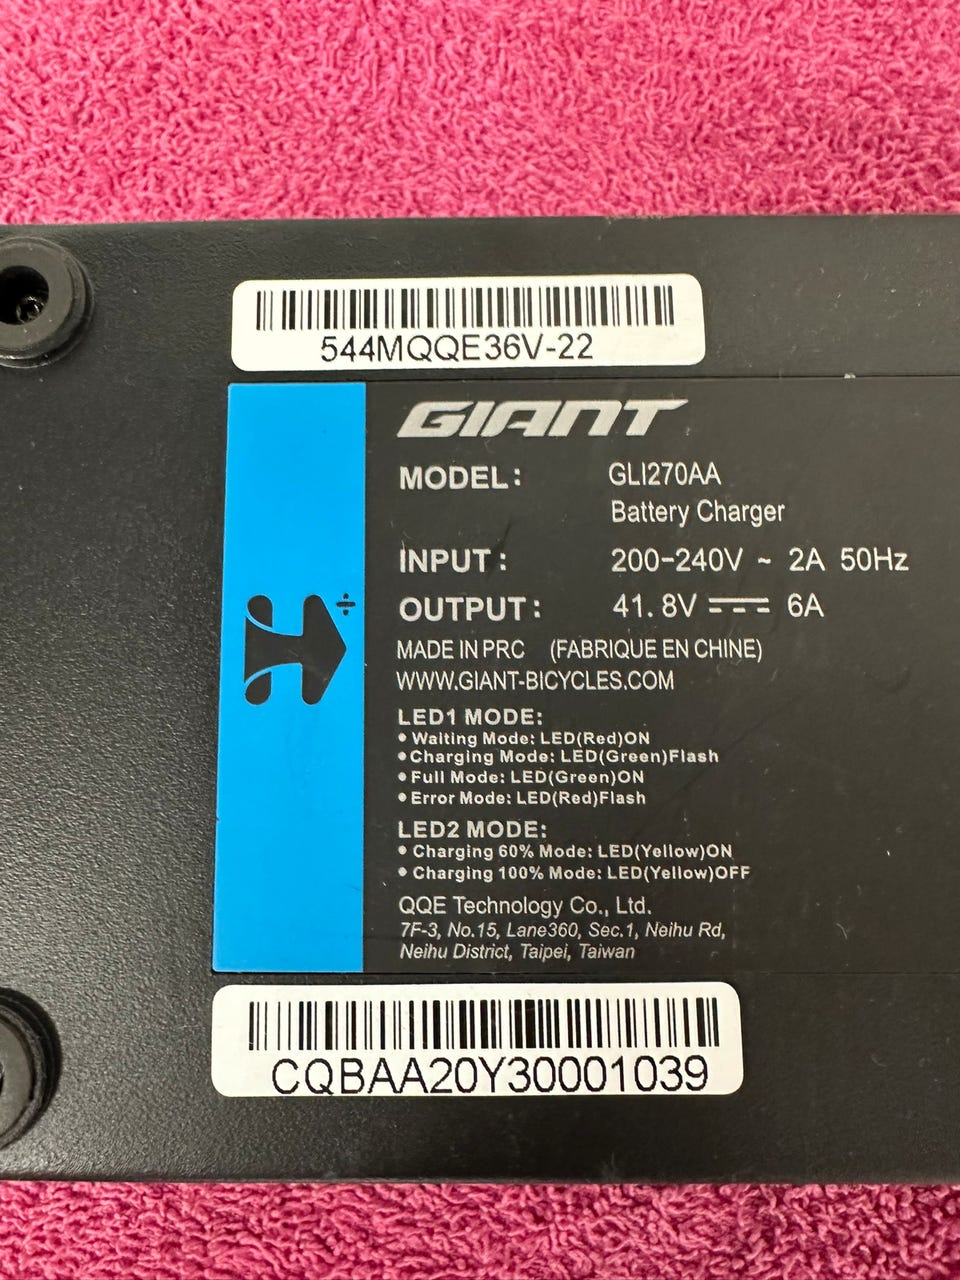 544MQQE36V-22
GIANT
MODEL: GLI270AA
Battery Charger
INPUT: 200-240V ~ 2A 50Hz
OUTPUT: 41.8V ⎓ 6A
MADE IN PRC (FABRIQUE EN CHINE)
WWW.GIANT-BICYCLES.COM
LED1 MODE:
• Waiting Mode: LED(Red)ON
• Charging Mode: LED(Green)Flash
• Full Mode: LED(Green)ON
• Error Mode: LED(Red)Flash
LED2 MODE:
• Charging 60% Mode: LED(Yellow)ON
• Charging 100% Mode: LED(Yellow)OFF
QQE Technology Co., Ltd.
7F-3, No.15, Lane360, Sec.1, Neihu Rd,
Neihu District, Taipei, Taiwan
CQBAA20Y30001039